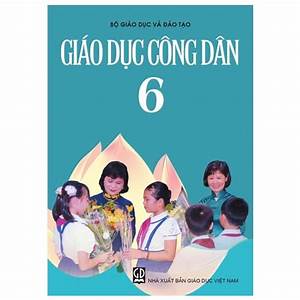 BỘ GIÁO DỤC VÀ ĐÀO TẠO
GIÁO DỤC CÔNG DÂN
6
NHÀ XUẤT BẢN GIÁO DỤC VIỆT NAM